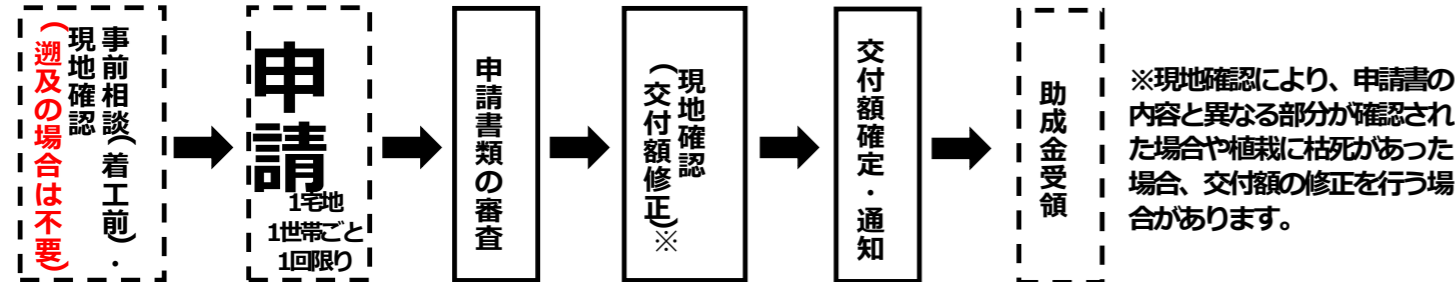 事前相談(着工前)・
現地確認
(遡及の場合は不要)
申請
1宅地
1世帯ごと
1回限り
申請書類の審査
現地確認
(交付額修正)※
交付額確定・通知
助成金受領
※現地確認により、申請書の
内容と異なる部分が確認され
た場合や植栽に枯死があった
場合、交付額の修正を行う場
合があります。